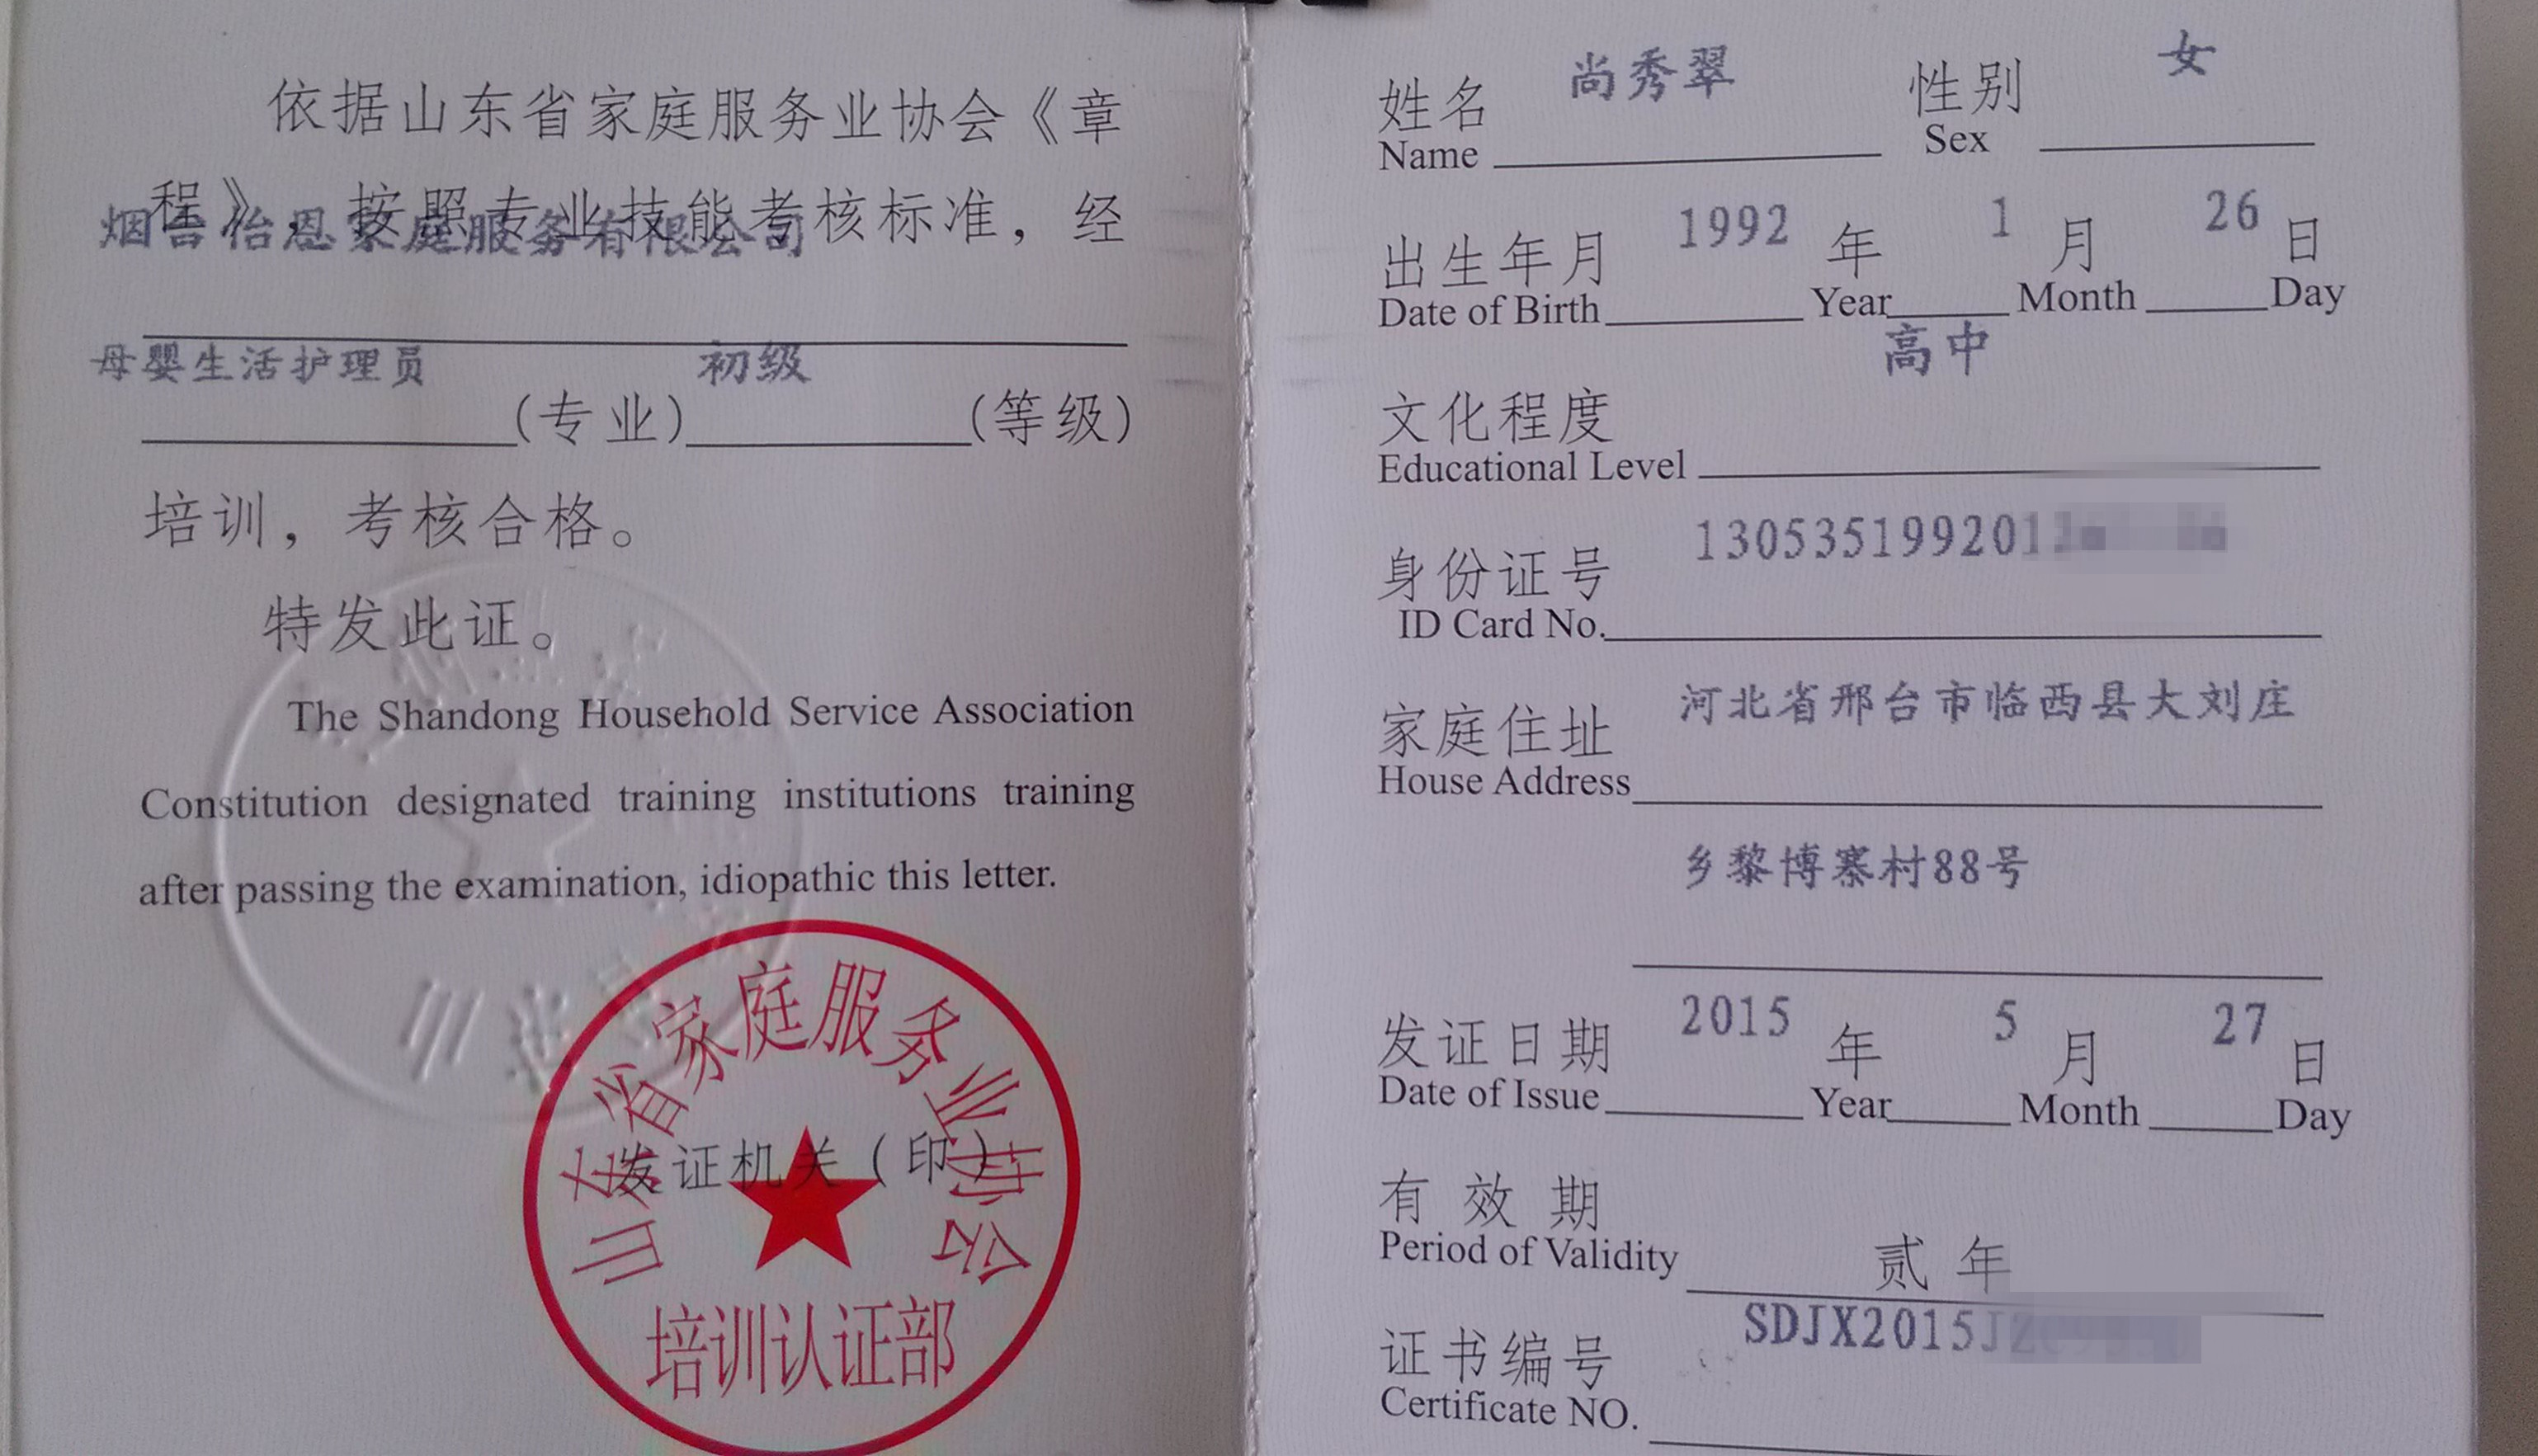 依据山东省家庭服务业协会《章
程》，按照专业技能考核标准，经
烟台怡恩家庭服务有限公司
母婴生活护理员(专业)初级(等级)
培训，考核合格。
特发此证。
The Shandong Household Service Association
Constitution designated training institutions training
after passing the examination, idiopathic this letter.
山东省家庭服务业协会
发证机关（印）
培训认证部
姓名 尚秀翠 性别 女
Name Sex
出生年月 1992 年 1 月 26 日
Date of Birth Year Month Day
文化程度 高中
Educational Level
身份证号 130535199201
ID Card No.
家庭住址 河北省邢台市临西县大刘庄
House Address
乡黎博寨村88号
发证日期 2015 年 5 月 27 日
Date of Issue Year Month Day
有效期
Period of Validity 贰年
证书编号 SDJX2015J
Certificate NO.